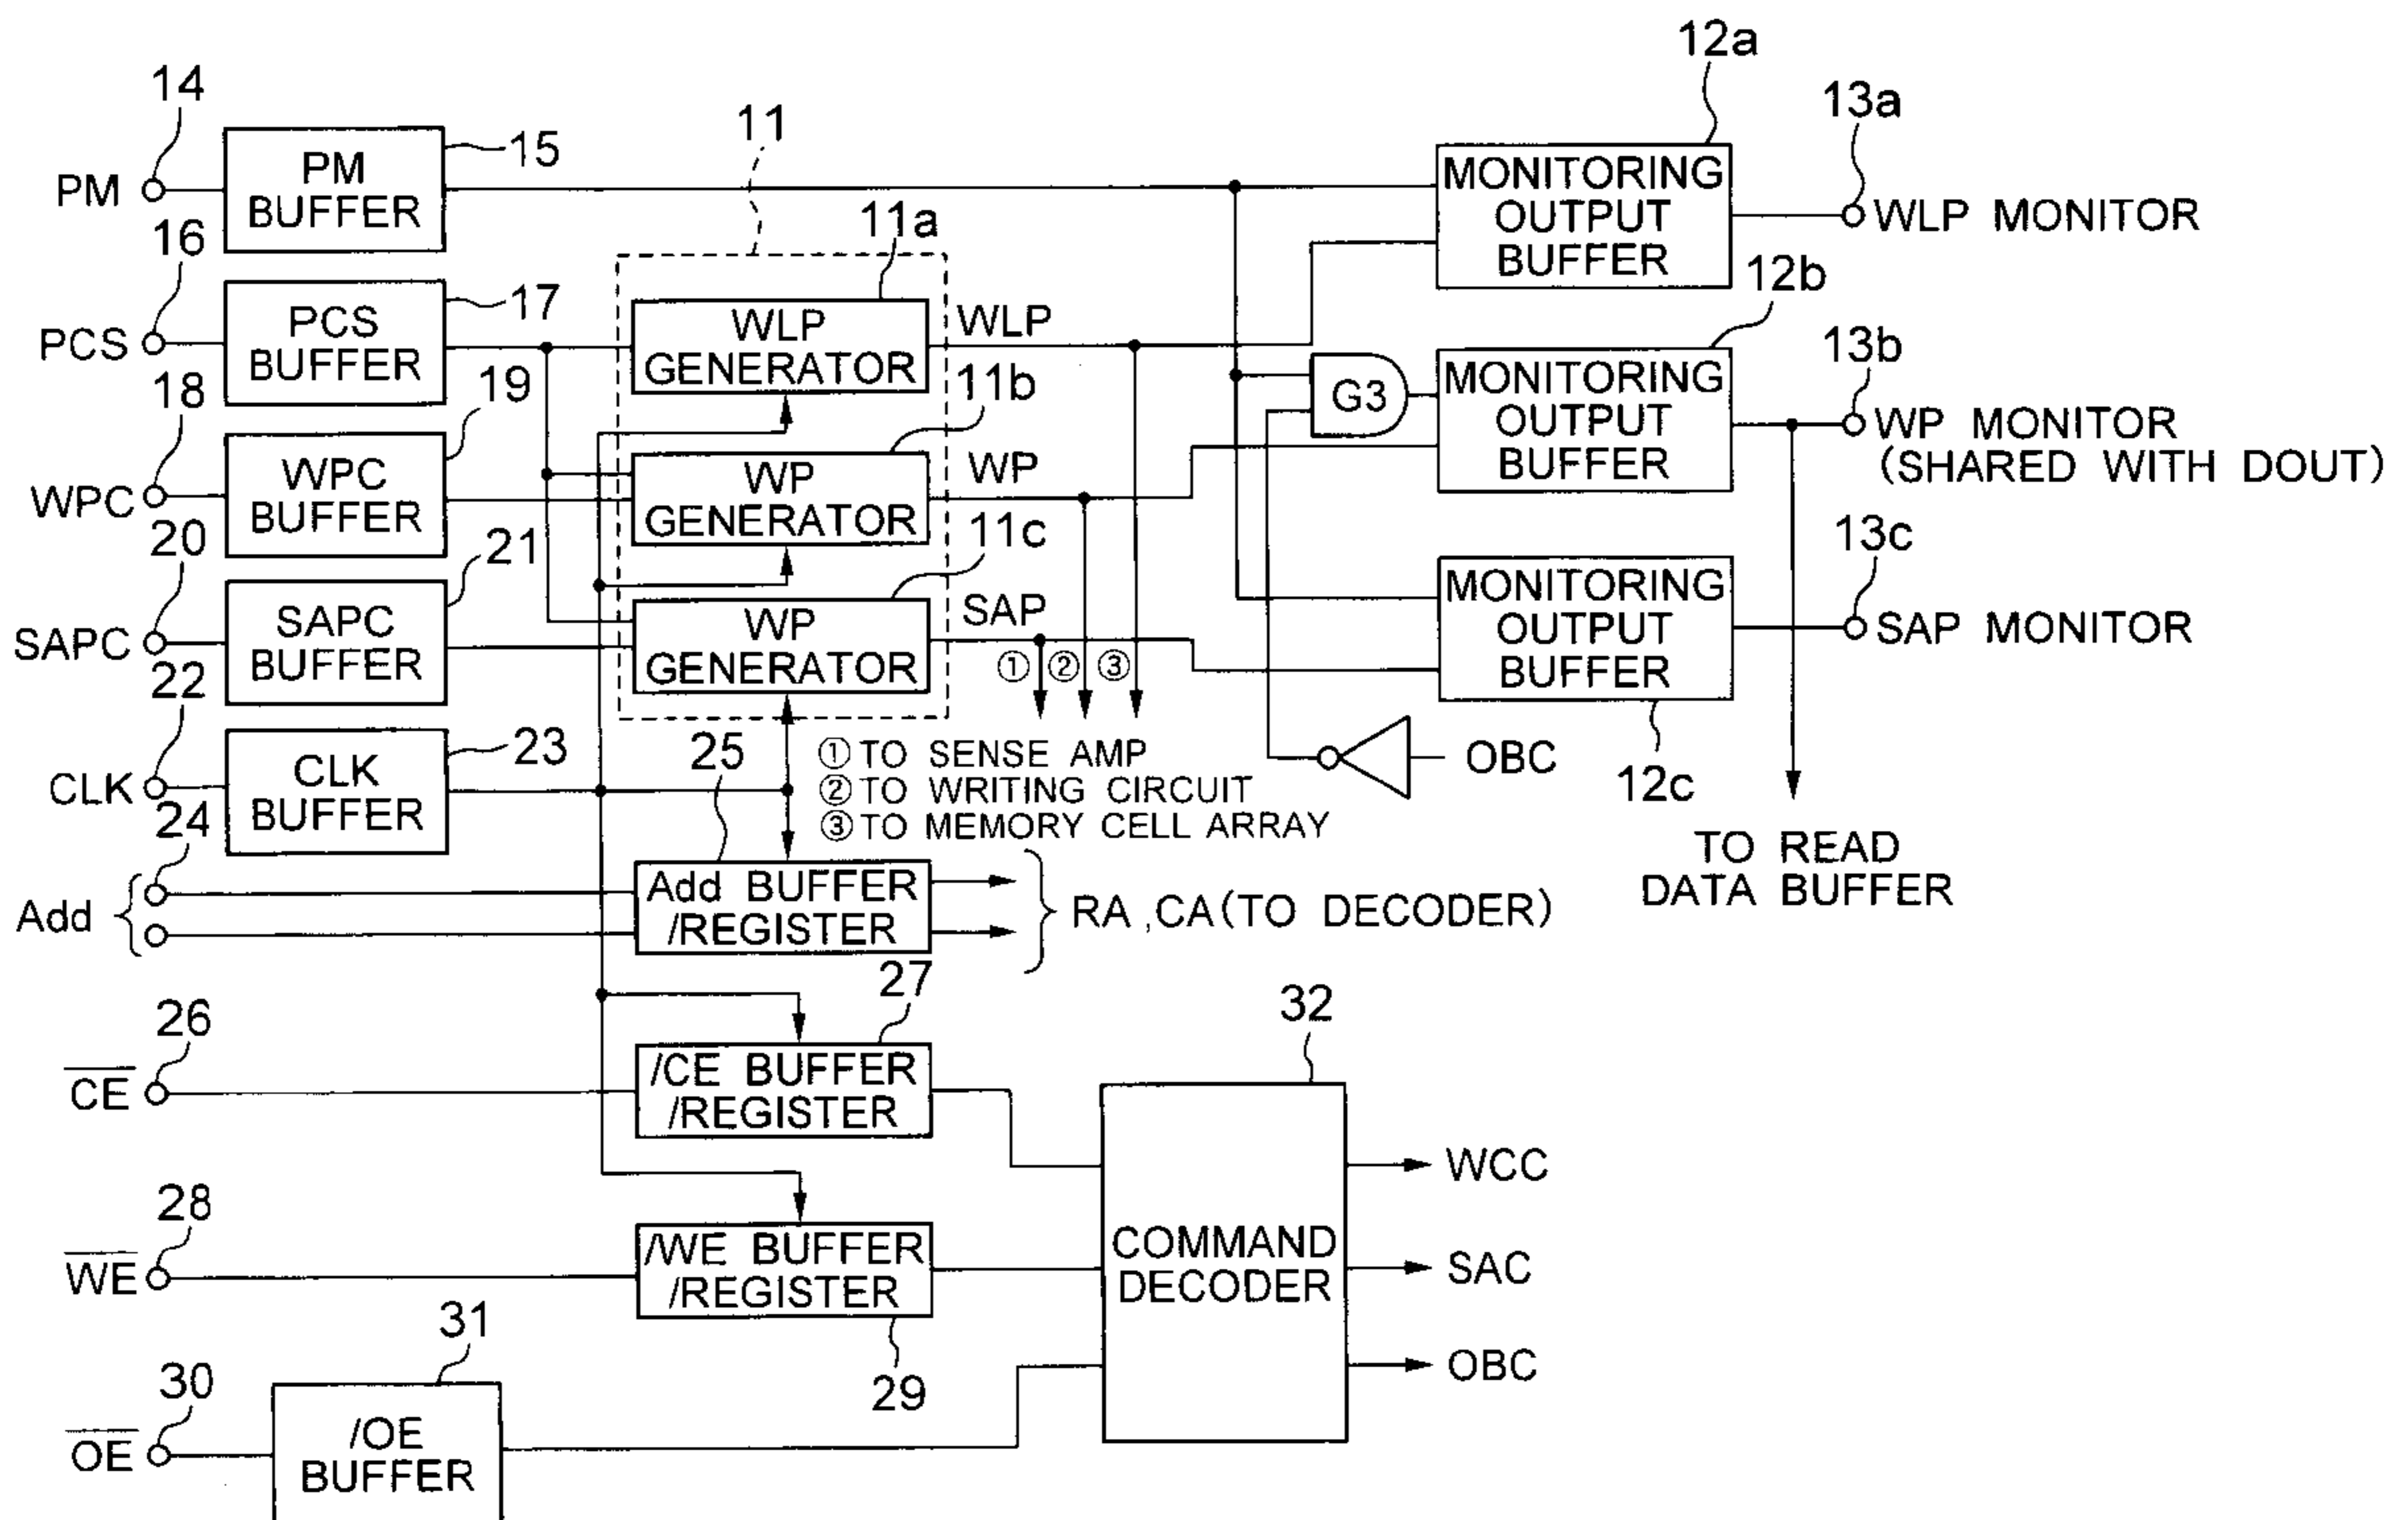 12a
14
13a
11
15
PM
BUFFER
PM
MONITORING
OUTPUT
BUFFER
WLP MONITOR
16
11a
12b
17
PCS
BUFFER
PCS
WLP
GENERATOR
WLP
13b
18
19
11b
G3
MONITORING
OUTPUT
BUFFER
WP MONITOR
(SHARED WITH DOUT)
WPC
BUFFER
WPC
WP
GENERATOR
WP
20
21
11c
13c
SAPC
BUFFER
SAPC
WP
GENERATOR
SAP
① ② ③
MONITORING
OUTPUT
BUFFER
SAP MONITOR
22
23
25
CLK
BUFFER
CLK
① TO SENSE AMP
② TO WRITING CIRCUIT
③ TO MEMORY CELL ARRAY
OBC
12c
24
TO READ
DATA BUFFER
Add
Add BUFFER
/REGISTER
RA ,CA (TO DECODER)
27
26
32
CE
/CE BUFFER
/REGISTER
WCC
28
WE
/WE BUFFER
/REGISTER
COMMAND
DECODER
SAC
31
29
30
OBC
OE
/OE
BUFFER